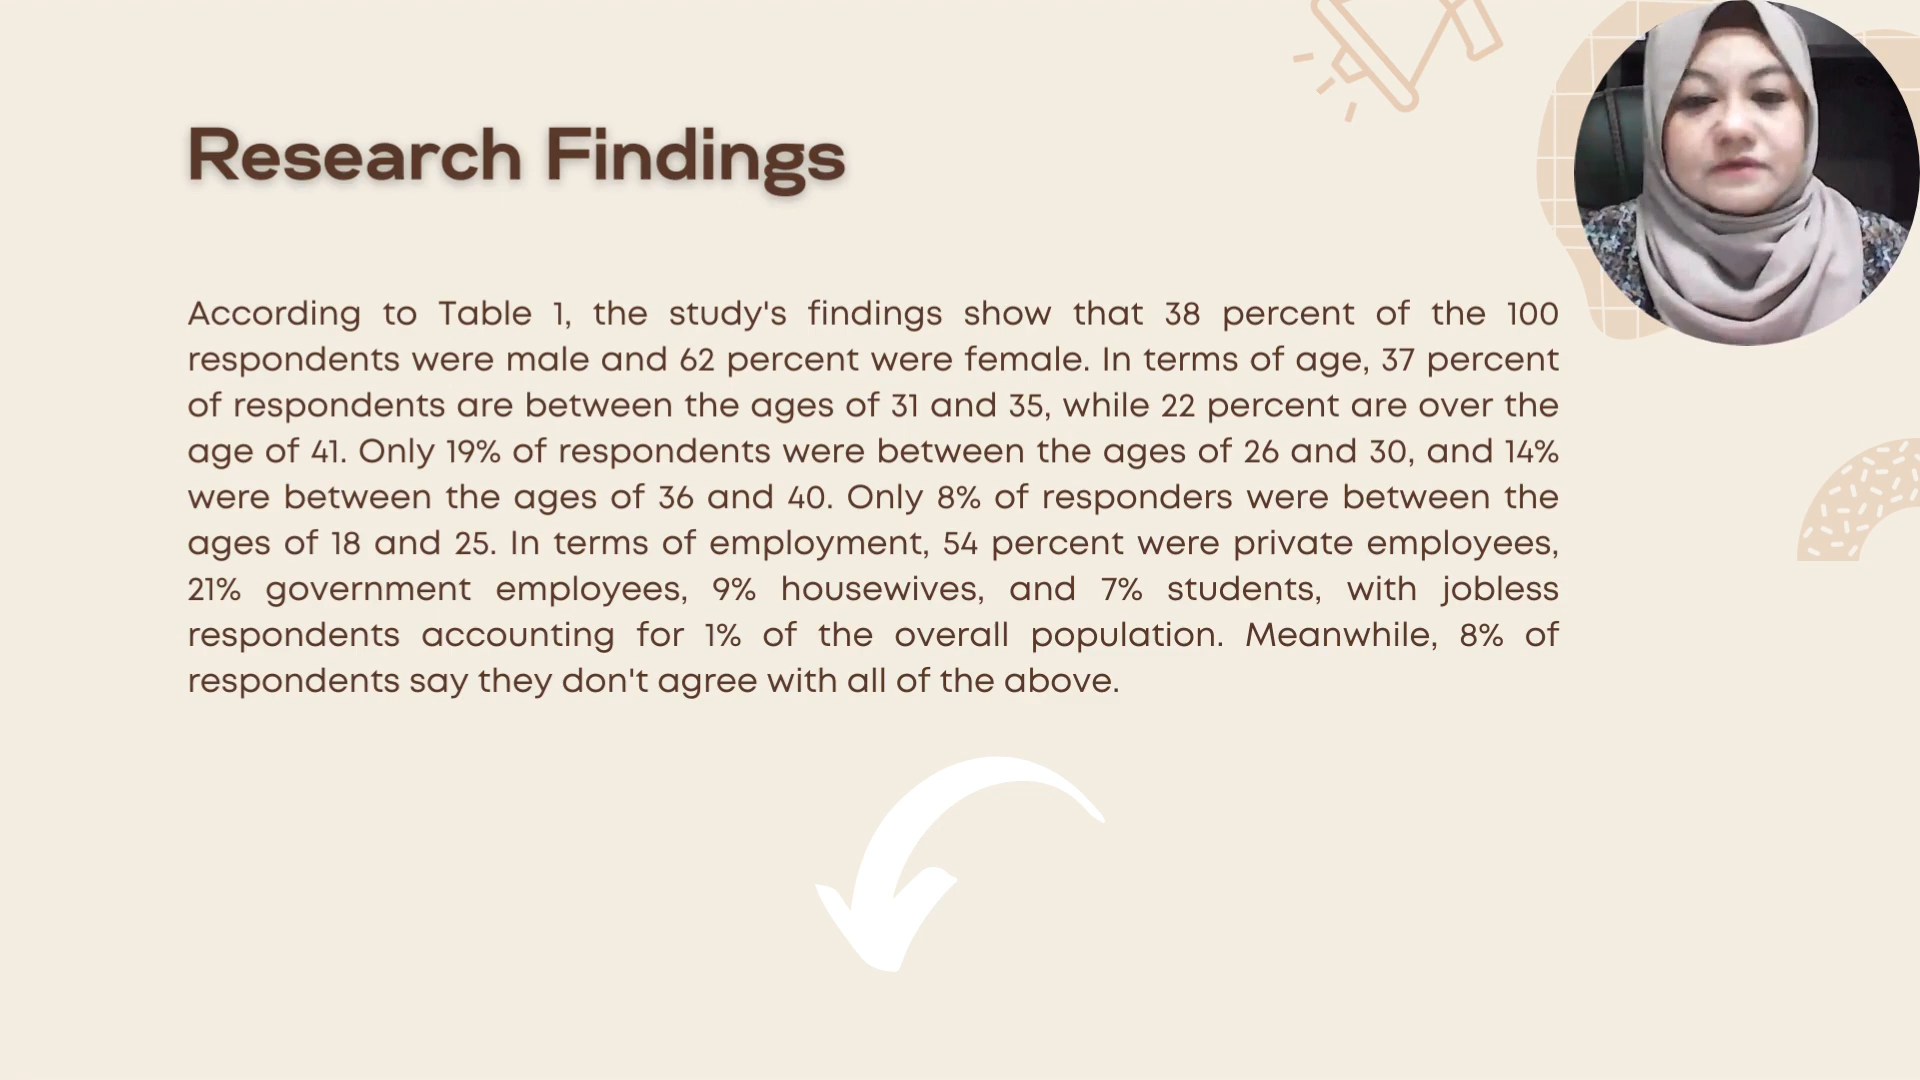 Research Findings
According to Table 1, the study's findings show that 38 percent of the 100
respondents were male and 62 percent were female. In terms of age, 37 percent
of respondents are between the ages of 31 and 35, while 22 percent are over the
age of 41. Only 19% of respondents were between the ages of 26 and 30, and 14%
were between the ages of 36 and 40. Only 8% of responders were between the
ages of 18 and 25. In terms of employment, 54 percent were private employees,
21% government employees, 9% housewives, and 7% students, with jobless
respondents accounting for 1% of the overall population. Meanwhile, 8% of
respondents say they don't agree with all of the above.